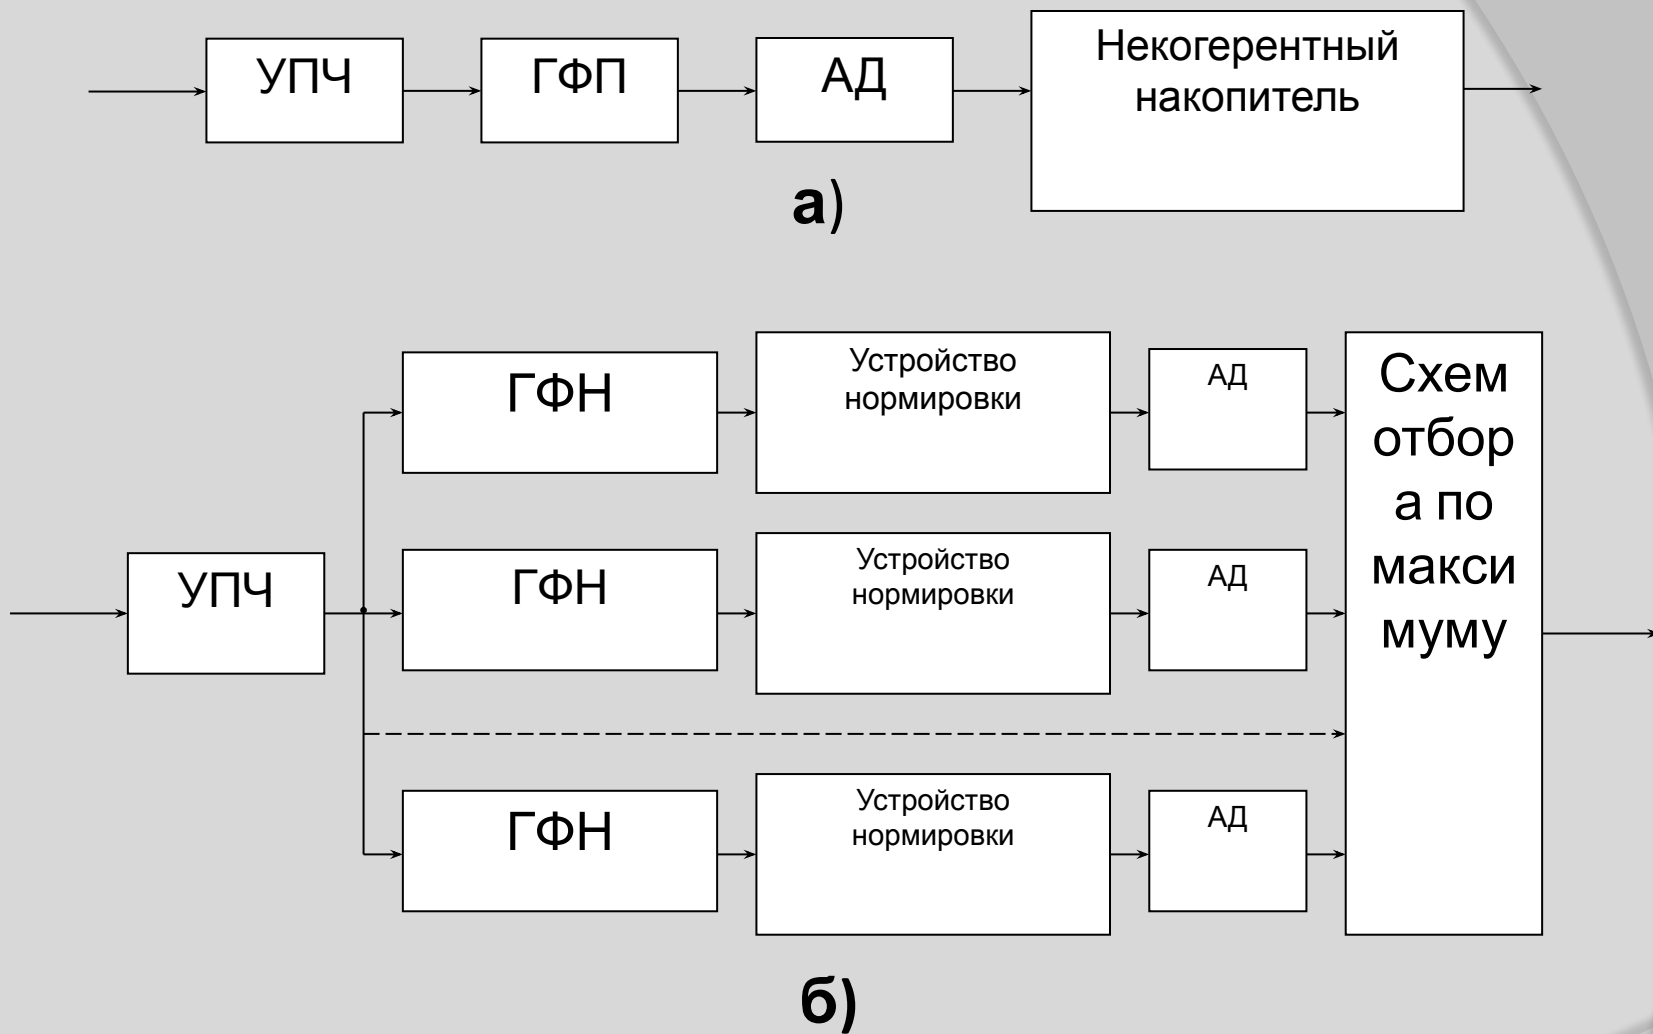 УПЧ
ГФП
АД
Некогерентный
накопитель
а)
ГФН
Устройство
нормировки
АД
Схем
отбор
а по
макси
муму
УПЧ
ГФН
Устройство
нормировки
АД
ГФН
Устройство
нормировки
АД
б)